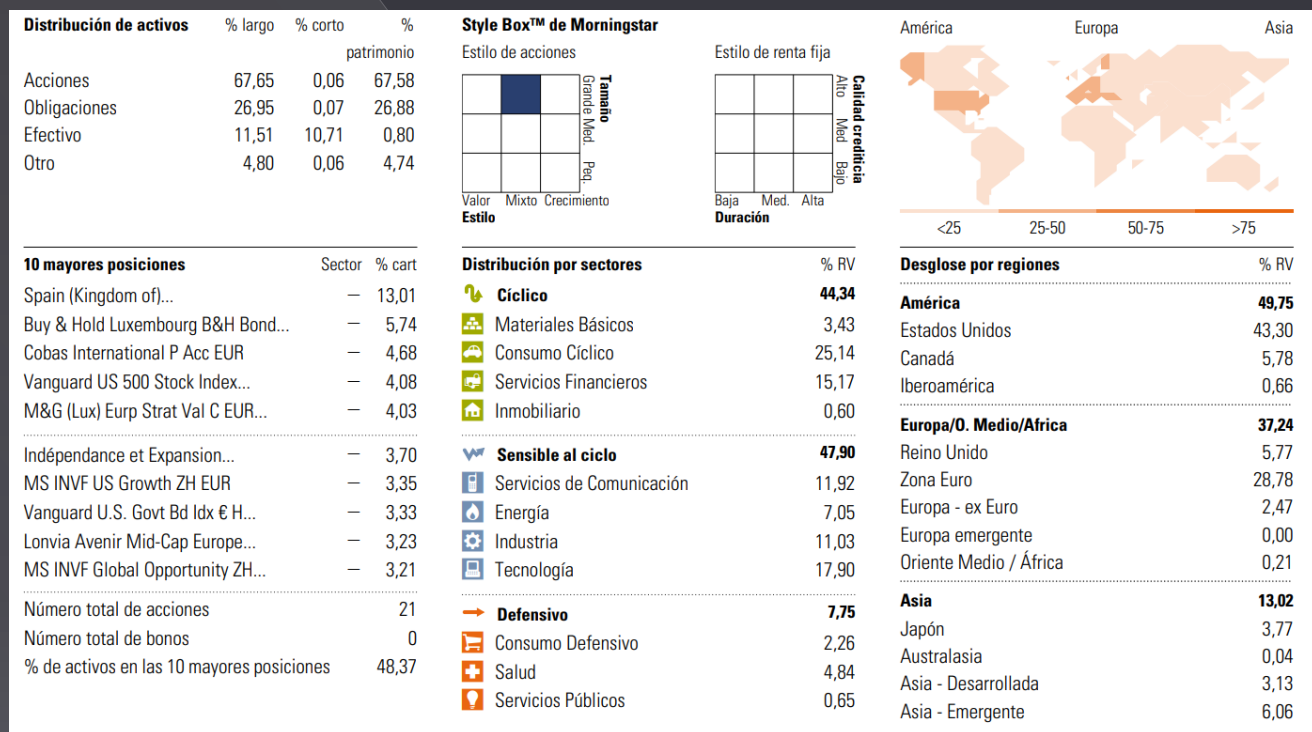 Distribución de activos % largo % corto %
patrimonio
Acciones 67,65 0,06 67,58
Obligaciones 26,95 0,07 26,88
Efectivo 11,51 10,71 0,80
Otro 4,80 0,06 4,74
10 mayores posiciones Sector % cart
Spain (Kingdom of)... — 13,01
Buy & Hold Luxembourg B&H Bond... — 5,74
Cobas International P Acc EUR — 4,68
Vanguard US 500 Stock Index... — 4,08
M&G (Lux) Eurp Strat Val C EUR... — 4,03
Indépendance et Expansion... — 3,70
MS INVF US Growth ZH EUR — 3,35
Vanguard U.S. Govt Bd Idx € H... — 3,33
Lonvia Avenir Mid-Cap Europe... — 3,23
MS INVF Global Opportunity ZH... — 3,21
Número total de acciones 21
Número total de bonos 0
% de activos en las 10 mayores posiciones 48,37
Style Box™ de Morningstar
Estilo de acciones
Tamaño
Grande Med. Peq.
Valor Mixto Crecimiento
Estilo
Estilo de renta fija
Calidad crediticia
Alto Med Bajo
Baja Med. Alta
Duración
Distribución por sectores % RV
Cíclico 44,34
Materiales Básicos 3,43
Consumo Cíclico 25,14
Servicios Financieros 15,17
Inmobiliario 0,60
Sensible al ciclo 47,90
Servicios de Comunicación 11,92
Energía 7,05
Industria 11,03
Tecnología 17,90
Defensivo 7,75
Consumo Defensivo 2,26
Salud 4,84
Servicios Públicos 0,65
América Europa Asia
<25 25-50 50-75 >75
Desglose por regiones % RV
América 49,75
Estados Unidos 43,30
Canadá 5,78
Iberoamérica 0,66
Europa/O. Medio/Africa 37,24
Reino Unido 5,77
Zona Euro 28,78
Europa - ex Euro 2,47
Europa emergente 0,00
Oriente Medio / África 0,21
Asia 13,02
Japón 3,77
Australasia 0,04
Asia - Desarrollada 3,13
Asia - Emergente 6,06